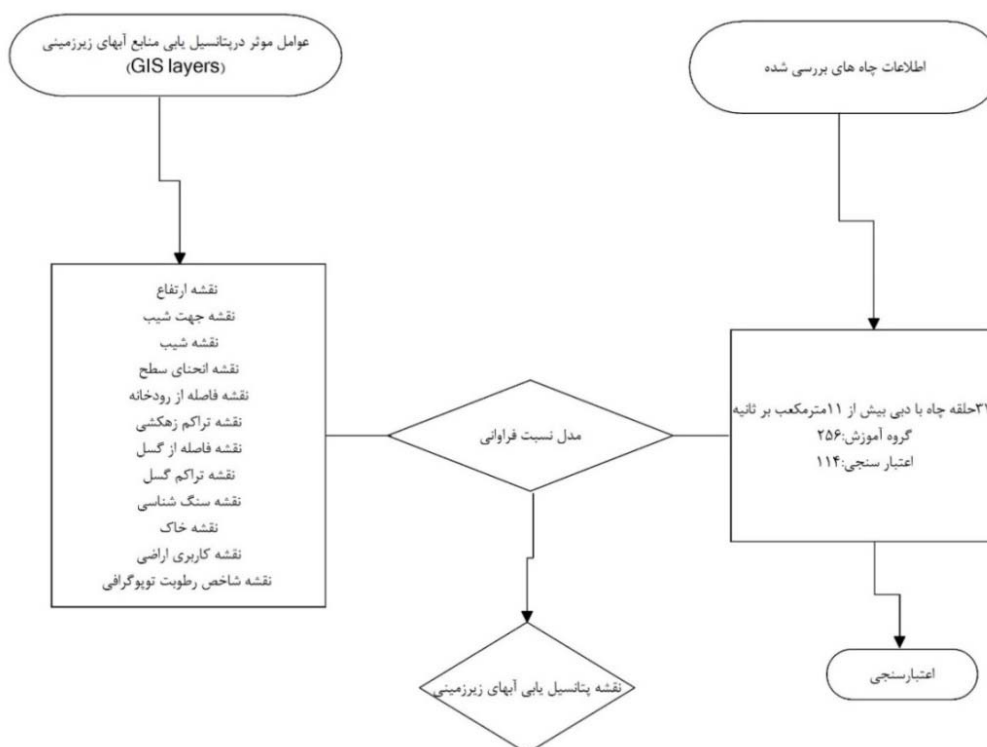 عوامل موثر درپتانسیل یابی منابع آبهای زیرزمینی
(GIS layers)
اطلاعات چاه های بررسی شده
نقشه ارتفاع
نقشه جهت شیب
نقشه شیب
نقشه انحنای سطح
نقشه فاصله از رودخانه
نقشه تراکم زهکشی
نقشه فاصله از گسل
نقشه تراکم گسل
نقشه سنگ شناسی
نقشه خاک
نقشه کاربری اراضی
نقشه شاخص رطوبت توپوگرافی
مدل نسبت فراوانی
حلقه چاه با دبی بیش از ۱۱مترمکعب بر ثانیه
گروه آموزش:۲۵۶
اعتبار سنجی:۱۱۴
نقشه پتانسیل یابی آبهای زیرزمینی
اعتبارسنجی